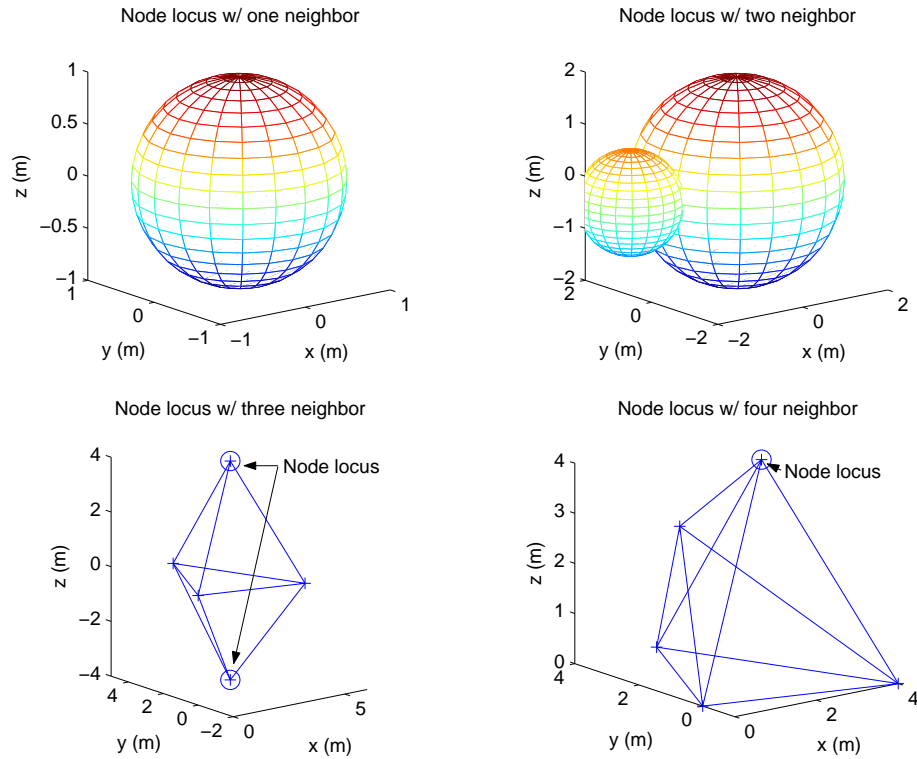 Node locus w/ one neighbor
1
0.5
0
−0.5
−1
z (m)
1
0
−1
y (m)
−1
0
1
x (m)
Node locus w/ two neighbor
2
1
0
−1
−2
z (m)
2
0
−2
y (m)
−2
0
2
x (m)
Node locus w/ three neighbor
4
2
0
−2
−4
z (m)
Node locus
4
2
0
−2
y (m)
0
5
x (m)
Node locus w/ four neighbor
4
3
2
1
0
z (m)
Node locus
4
2
0
y (m)
0
2
4
x (m)